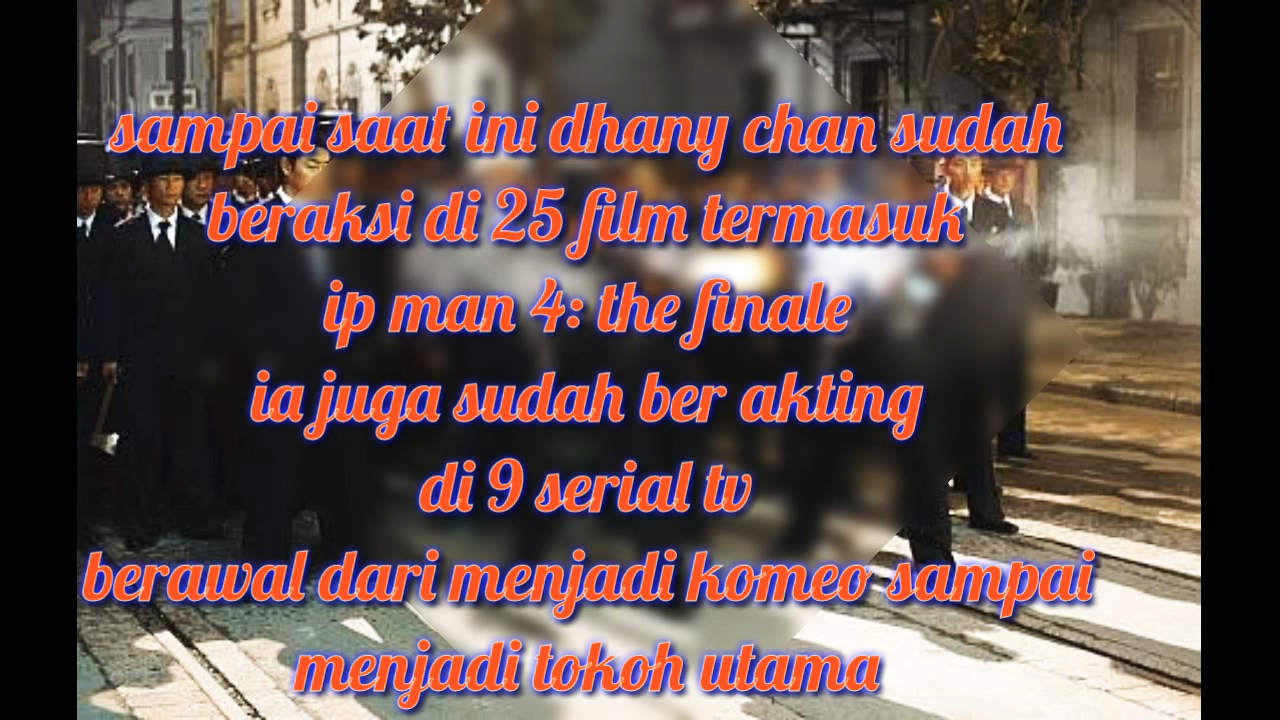 sampai saat ini dhany chan sudah
beraksi di 25 film termasuk
ip man 4: the finale
ia juga sudah ber akting
di 9 serial tv
berawal dari menjadi komeo sampai
menjadi tokoh utama